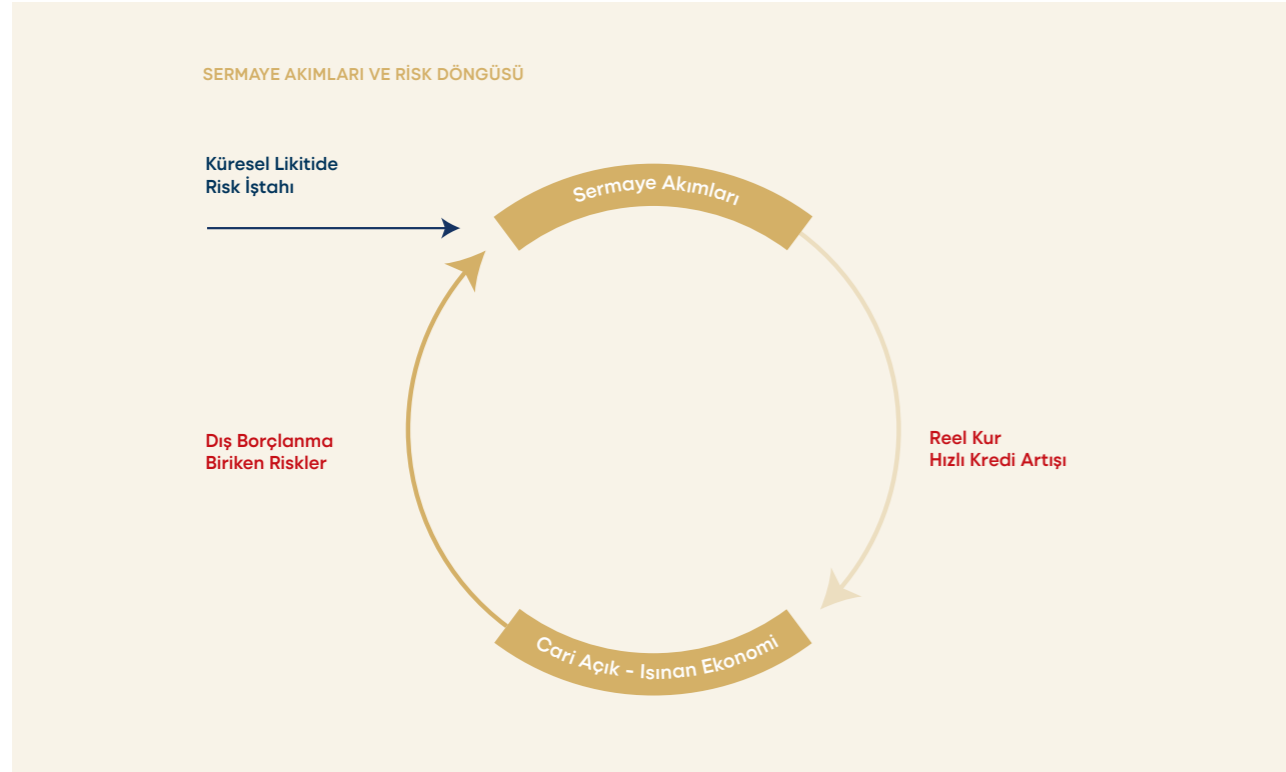 SERMAYE AKIMLARI VE RİSK DÖNGÜSÜ
Küresel Likitide
Risk İştahı
Sermaye Akımları
Dış Borçlanma
Biriken Riskler
Reel Kur
Hızlı Kredi Artışı
Cari Açık - Isınan Ekonomi